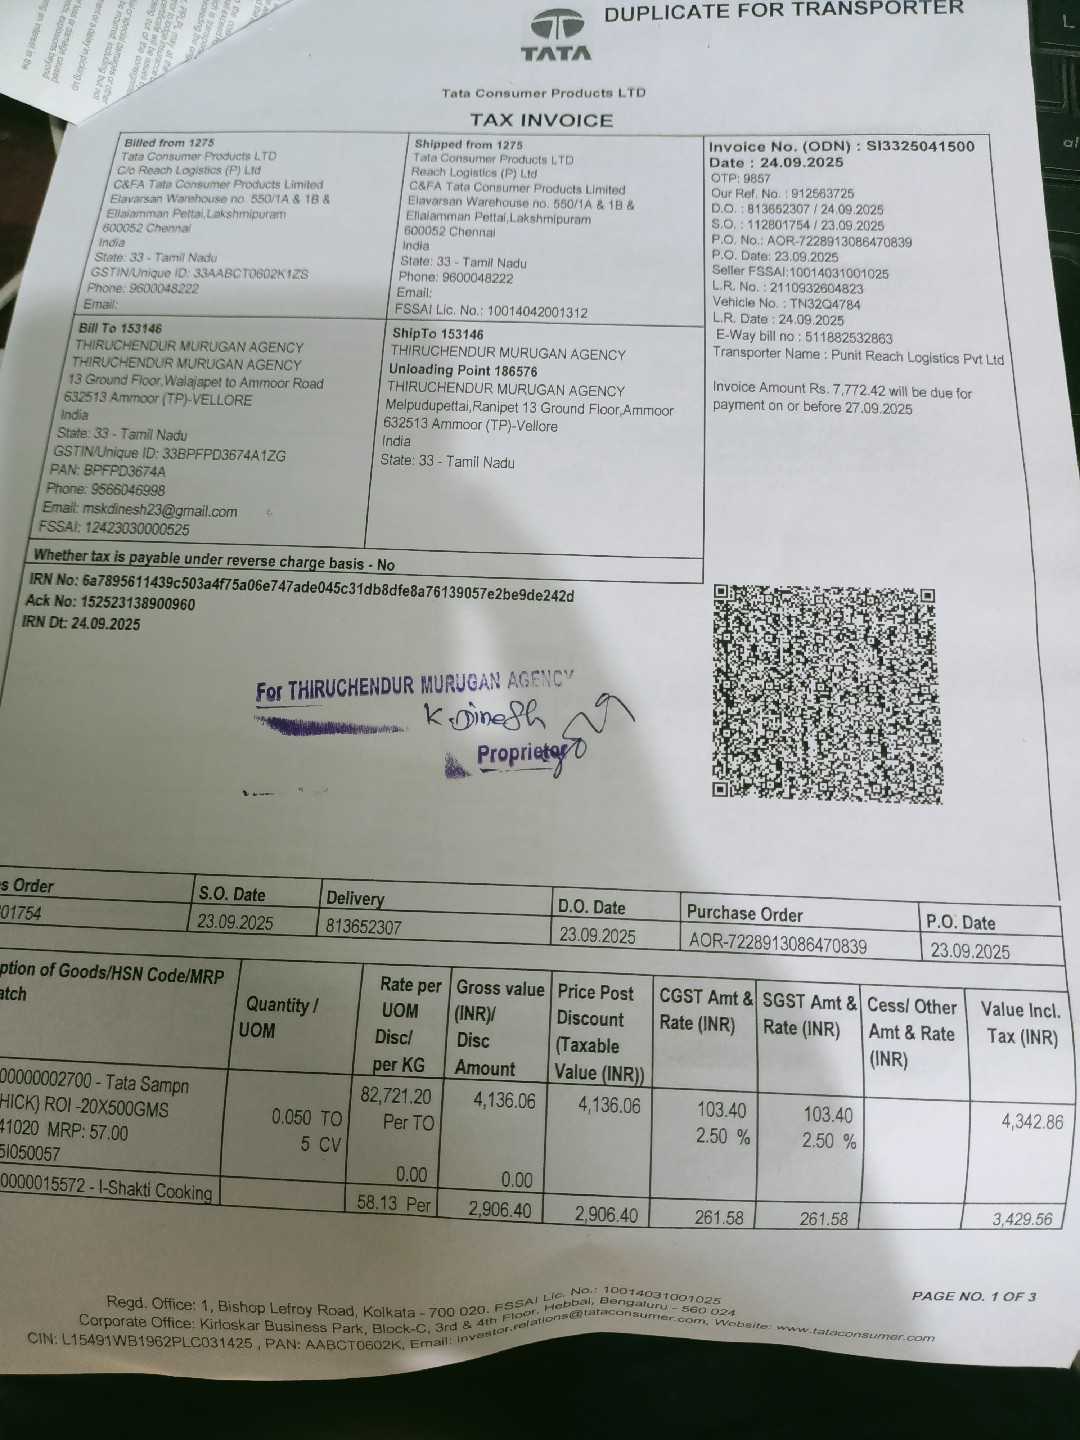 DUPLICATE FOR TRANSPORTER
TATA
Tata Consumer Products LTD
TAX INVOICE
Billed from 1275
Tata Consumer Products LTD
C/o Reach Logistics (P) Ltd
C&FA Tata Consumer Products Limited
Elavarsan Warehouse no. 550/1A & 1B &
Ellaiamman Pettai,Lakshmipuram
600052 Chennai
India
State: 33 - Tamil Nadu
GSTIN/Unique ID: 33AABCT0602K1ZS
Phone: 9600048222
Email:
Shipped from 1275
Tata Consumer Products LTD
Reach Logistics (P) Ltd
C&FA Tata Consumer Products Limited
Elavarsan Warehouse no. 550/1A & 1B &
Ellaiamman Pettai,Lakshmipuram
600052 Chennai
India
State: 33 - Tamil Nadu
Phone: 9600048222
Email:
FSSAI Lic. No.: 10014042001312
Invoice No. (ODN) : SI3325041500
Date : 24.09.2025
OTP: 9857
Our Ref. No. : 912563725
D.O. : 813652307 / 24.09.2025
S.O. : 112801754 / 23.09.2025
P.O. No.: AOR-7228913086470839
P.O. Date: 23.09.2025
Seller FSSAI:10014031001025
L.R. No. : 2110932604823
Vehicle No. : TN32Q4784
L.R. Date : 24.09.2025
E-Way bill no : 511882532863
Transporter Name : Punit Reach Logistics Pvt Ltd
Invoice Amount Rs. 7,772.42 will be due for
payment on or before 27.09.2025
Bill To 153146
THIRUCHENDUR MURUGAN AGENCY
THIRUCHENDUR MURUGAN AGENCY
13 Ground Floor,Walajapet to Ammoor Road
632513 Ammoor (TP)-VELLORE
India
State: 33 - Tamil Nadu
GSTIN/Unique ID: 33BPFPD3674A1ZG
PAN: BPFPD3674A
Phone: 9566046998
Email: mskdinesh23@gmail.com
FSSAI: 12423030000525
ShipTo 153146
THIRUCHENDUR MURUGAN AGENCY
Unloading Point 186576
THIRUCHENDUR MURUGAN AGENCY
Melpudupettai,Ranipet 13 Ground Floor,Ammoor
632513 Ammoor (TP)-Vellore
India
State: 33 - Tamil Nadu
Whether tax is payable under reverse charge basis - No
IRN No: 6a7895611439c503a4f75a06e747ade045c31db8dfe8a76139057e2be9de242d
Ack No: 152523138900960
IRN Dt: 24.09.2025
For THIRUCHENDUR MURUGAN AGENCY
K.Dinesh
Proprietor
s Order S.O. Date Delivery D.O. Date Purchase Order P.O. Date
01754 23.09.2025 813652307 23.09.2025 AOR-7228913086470839 23.09.2025
ption of Goods/HSN Code/MRP
atch
Quantity /
UOM
Rate per
UOM
Disc/
per KG
Gross value
(INR)/
Disc
Amount
Price Post
Discount
(Taxable
Value (INR))
CGST Amt &
Rate (INR)
SGST Amt &
Rate (INR)
Cess/ Other
Amt & Rate
(INR)
Value Incl.
Tax (INR)
00000002700 - Tata Sampn
HICK) ROI -20X500GMS
41020 MRP: 57.00
5I050057
0.050 TO
5 CV
82,721.20
Per TO
0.00
4,136.06
0.00
4,136.06
103.40
2.50 %
103.40
2.50 %
4,342.86
0000015572 - I-Shakti Cooking
58.13 Per
2,906.40
2,906.40
261.58
261.58
3,429.56
PAGE NO. 1 OF 3
Regd. Office: 1, Bishop Lefroy Road, Kolkata - 700 020. FSSAI Lic. No.: 10014031001025
Corporate Office: Kirloskar Business Park, Block-C, 3rd & 4th Floor, Hebbal, Bengaluru - 560 024
CIN: L15491WB1962PLC031425 , PAN: AABCT0602K, Email: investor.relations@tataconsumer.com, Website: www.tataconsumer.com